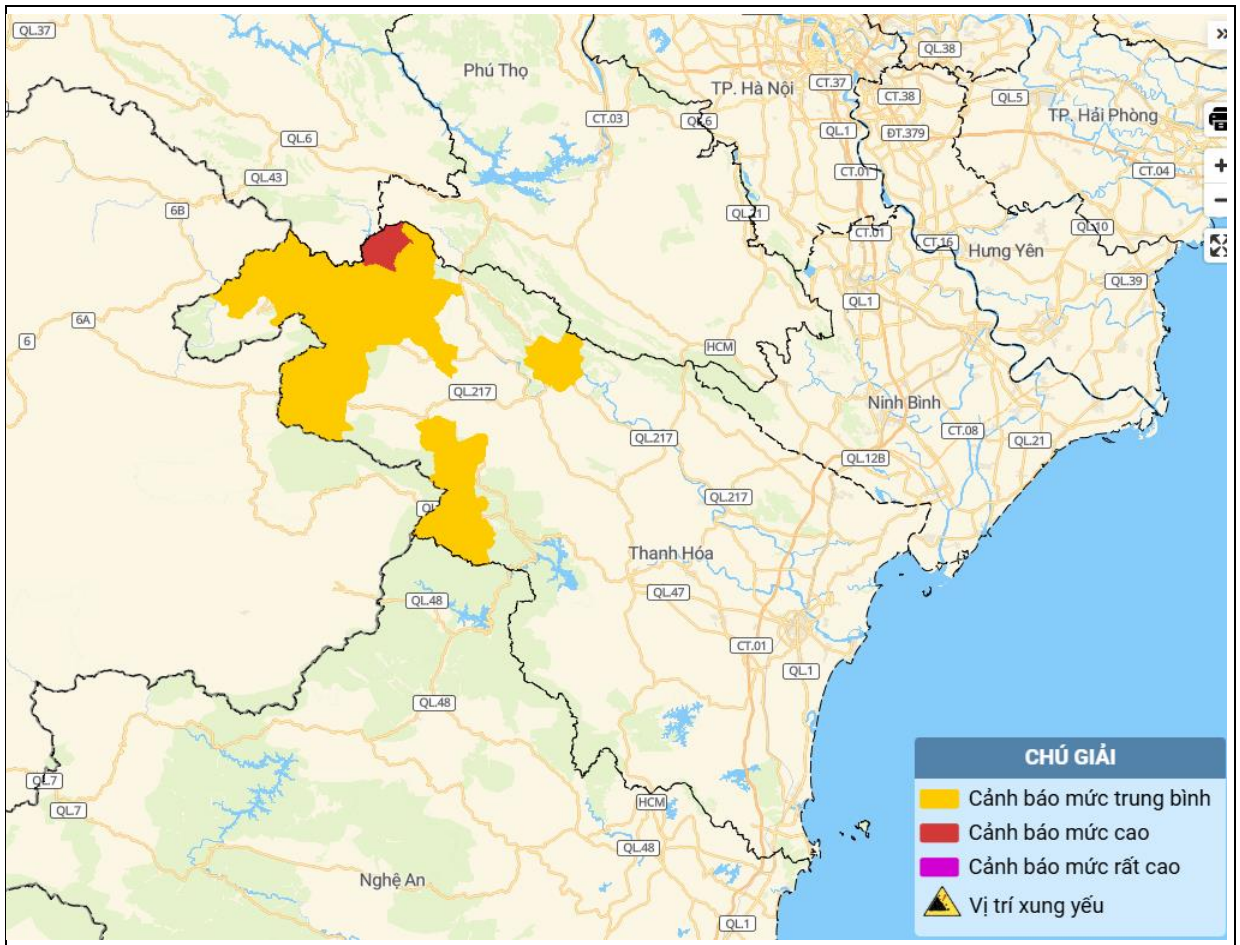 QL.37
»
QL.38
Phú Thọ
TP. Hà Nội
CT.37
CT.38
QL.5
TP. Hải Phòng
CT.03
QL.6
QL.1
ĐT.379
QL.6
QL.43
CT.01
CT.04
+
6B
QL.21
−
CT.01
CT.16
QL.10
Hưng Yên
QL.39
QL.1
6A
6
HCM
QL.217
Ninh Bình
CT.08
QL.21
QL.217
QL.12B
QL.217
Thanh Hóa
QL.48
QL.47
CT.01
QL.1
QL.48
CHÚ GIẢI
Cảnh báo mức trung bình
Cảnh báo mức cao
Cảnh báo mức rất cao
Vị trí xung yếu
QL.7
QL.7
HCM
QL.48
Nghệ An
QL.1